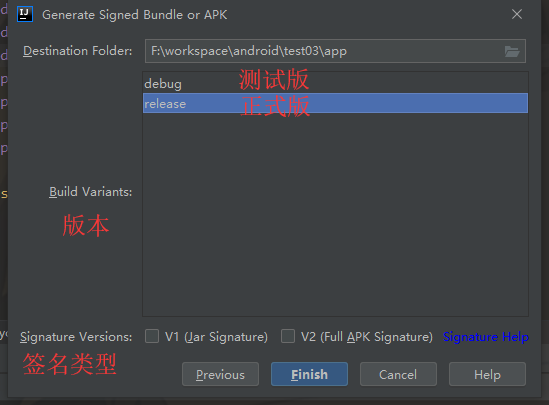 Generate Signed Bundle or APK
Destination Folder: F:\workspace\android\test03\app
debug 测试版
release 正式版
Build Variants:
版本
Signature Versions: V1 (Jar Signature) V2 (Full APK Signature) Signature Help
签名类型
Previous Finish Cancel Help